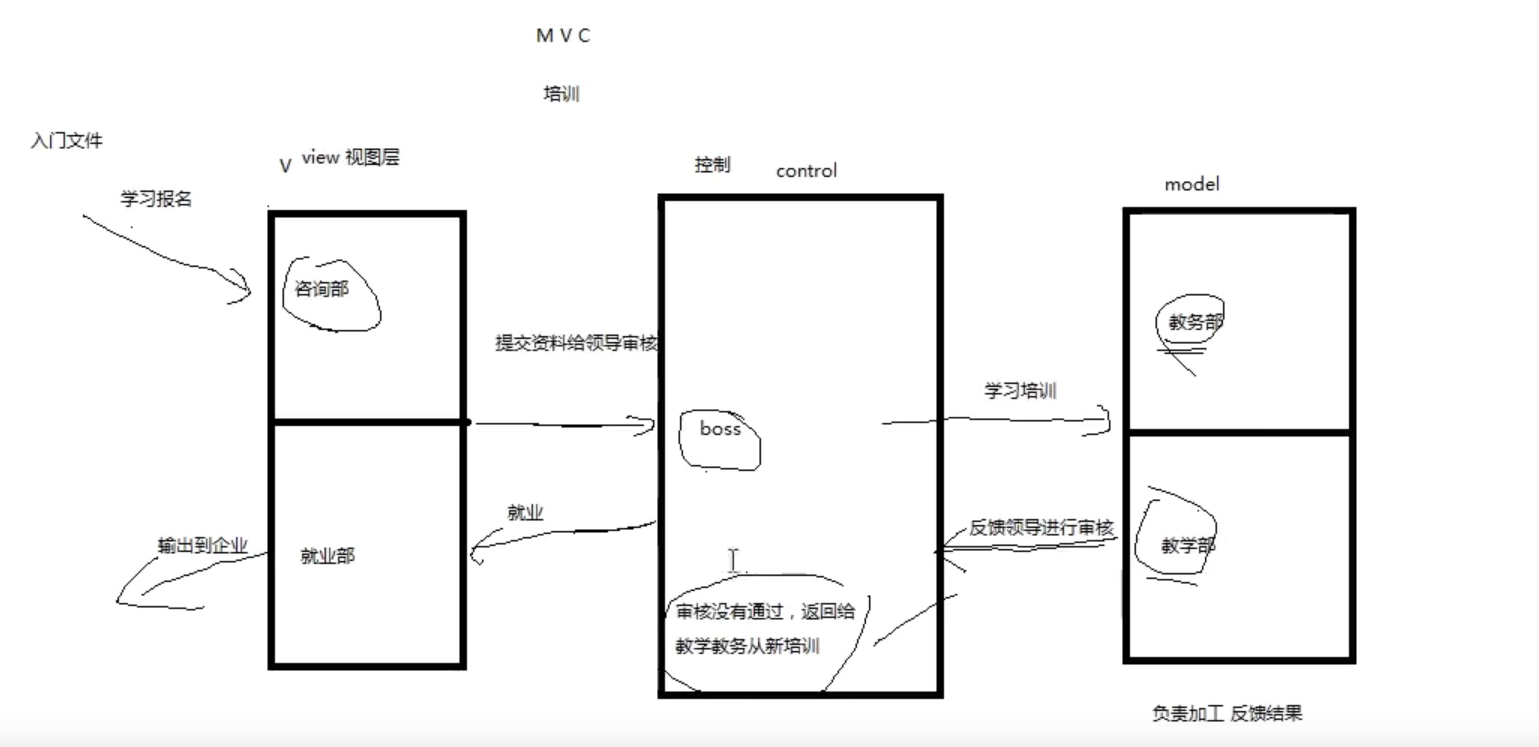 M V C
培训
入门文件
V view 视图层
控制 control
model
学习报名
咨询部
教务部
提交资料给领导审核
学习培训
boss
就业
反馈领导进行审核
输出到企业
就业部
教学部
审核没有通过，返回给
教学教务从新培训
负责加工 反馈结果